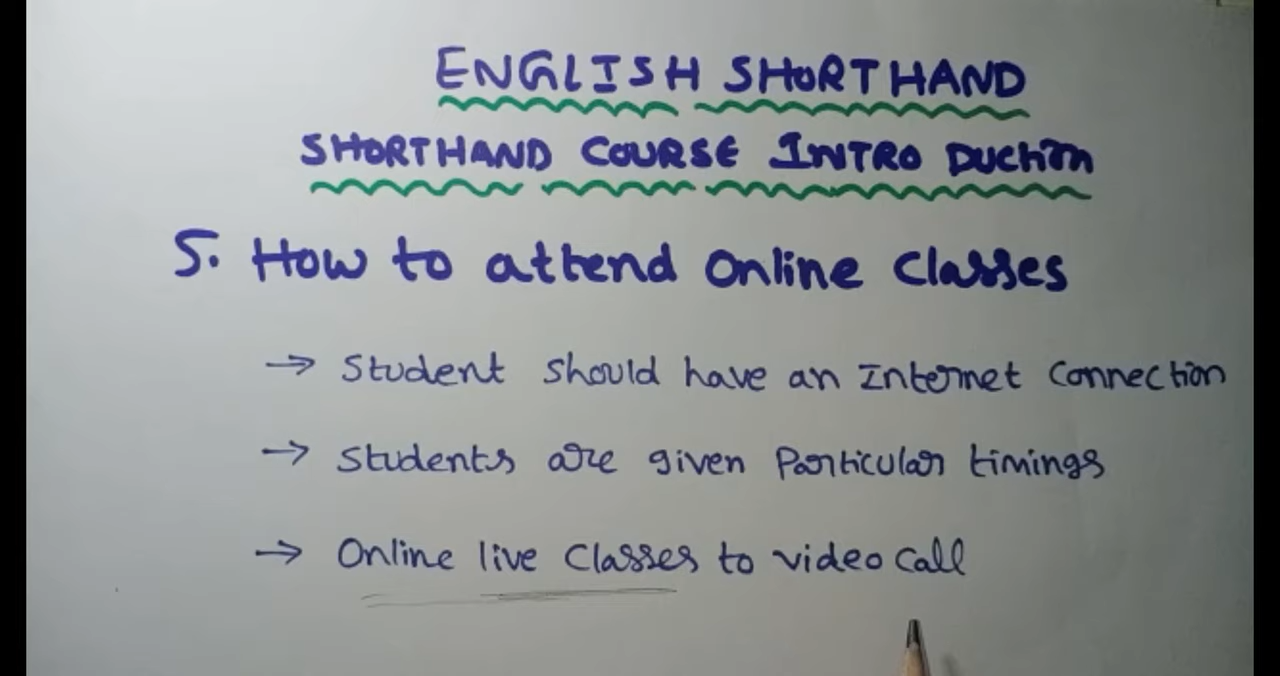 ENGLISH SHORTHAND
SHORTHAND COURSE INTRO DUCtion
5. How to attend Online Classes
→ Student should have an Internet Connection
→ Students are given Particular timings
→ Online live Classes to video call